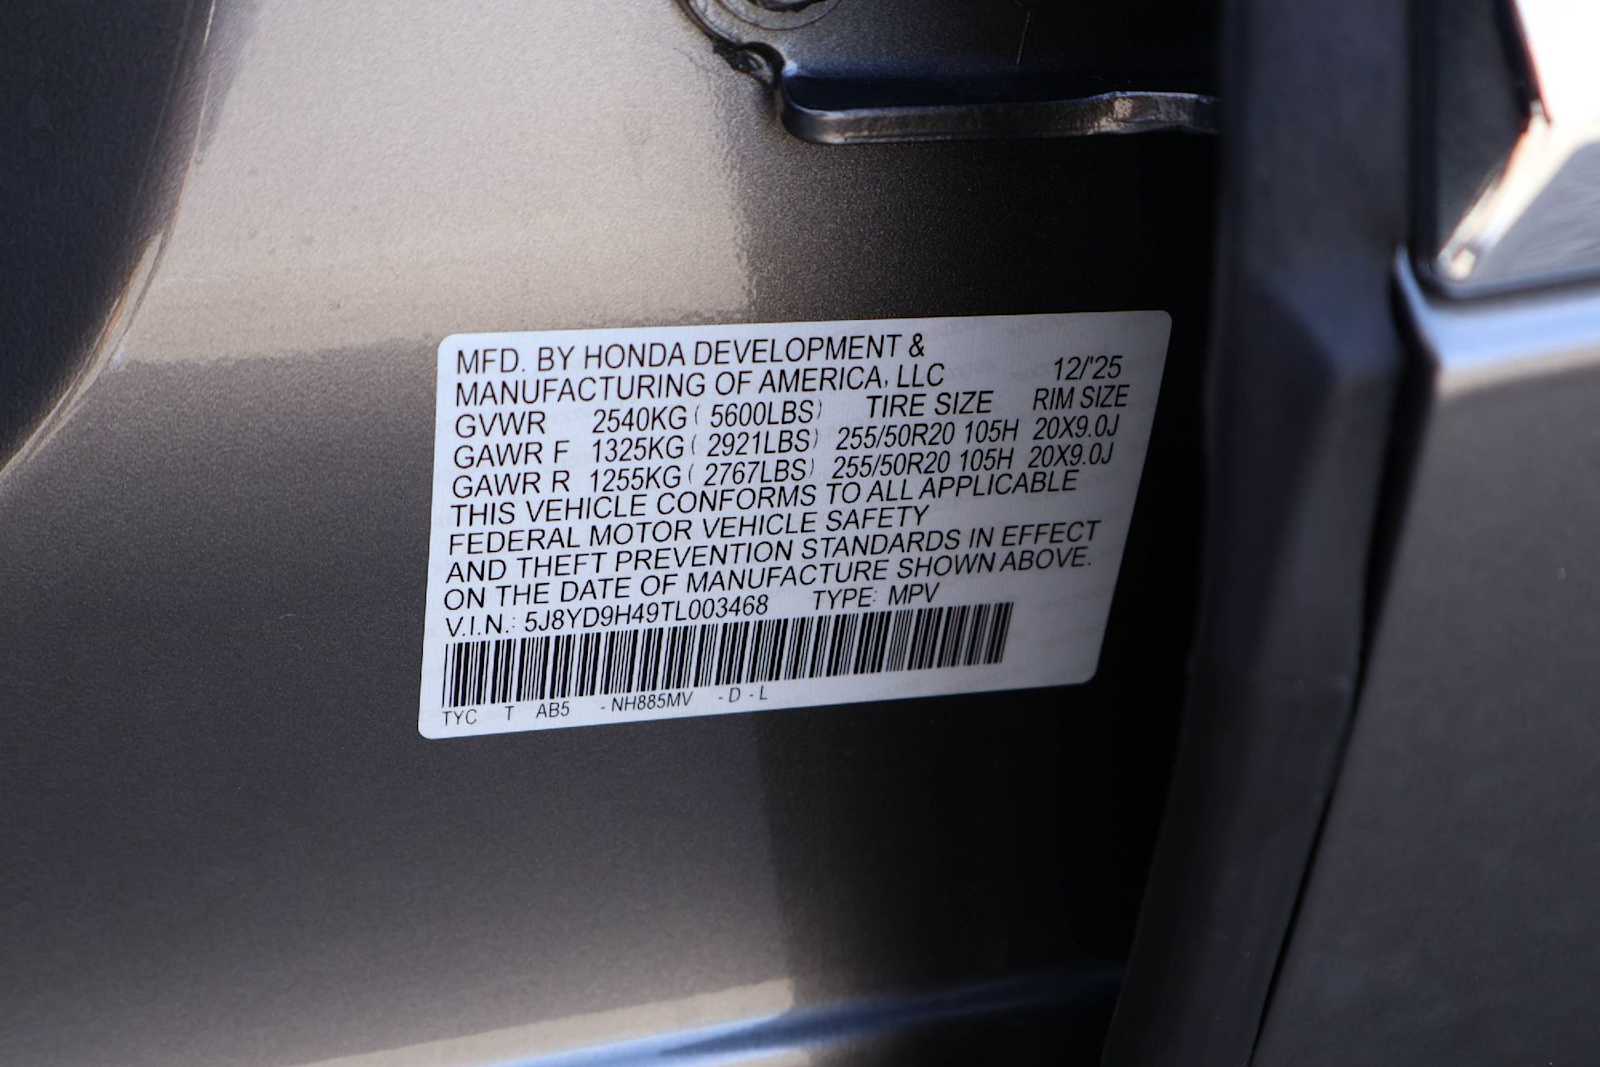 MFD. BY HONDA DEVELOPMENT &
MANUFACTURING OF AMERICA, LLC 12/'25
GVWR 2540KG ( 5600LBS) TIRE SIZE RIM SIZE
GAWR F 1325KG ( 2921LBS) 255/50R20 105H 20X9.0J
GAWR R 1255KG ( 2767LBS) 255/50R20 105H 20X9.0J
THIS VEHICLE CONFORMS TO ALL APPLICABLE
FEDERAL MOTOR VEHICLE SAFETY
AND THEFT PREVENTION STANDARDS IN EFFECT
ON THE DATE OF MANUFACTURE SHOWN ABOVE.
V.I.N.: 5J8YD9H49TL003468 TYPE: MPV
TYC T AB5 - NH885MV - D - L